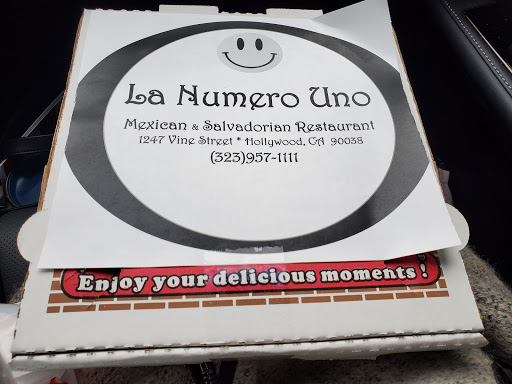 La Numero Uno
Mexican & Salvadorian Restaurant
1247 Vine Street * Hollywood, CA 90038
(323)957-1111
Enjoy your delicious moments!